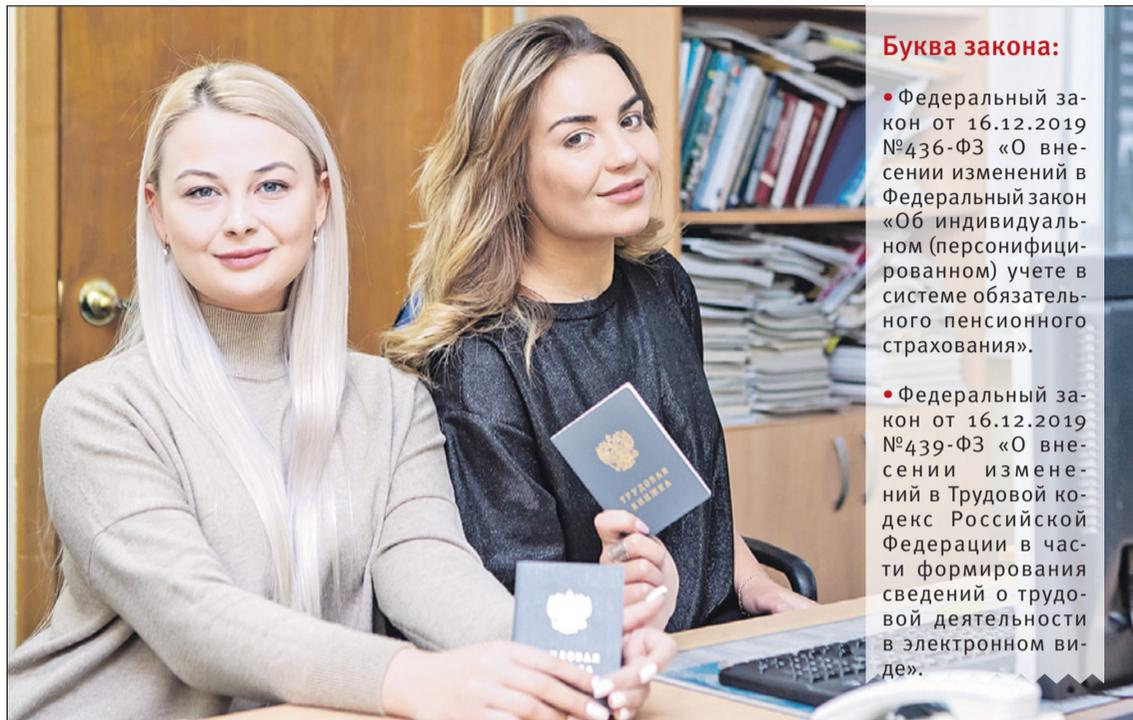 Буква закона:
• Федеральный за-
кон от 16.12.2019
№436-ФЗ «О вне-
сении изменений в
Федеральный закон
«Об индивидуаль-
ном (персонифици-
рованном) учете в
системе обязатель-
ного пенсионного
страхования».
• Федеральный за-
кон от 16.12.2019
№439-ФЗ «О вне-
сении измене-
ний в Трудовой ко-
декс Российской
Федерации в час-
ти формирования
сведений о трудо-
вой деятельности
в электронном ви-
де».
ТРУДОВАЯ
КНИЖКА